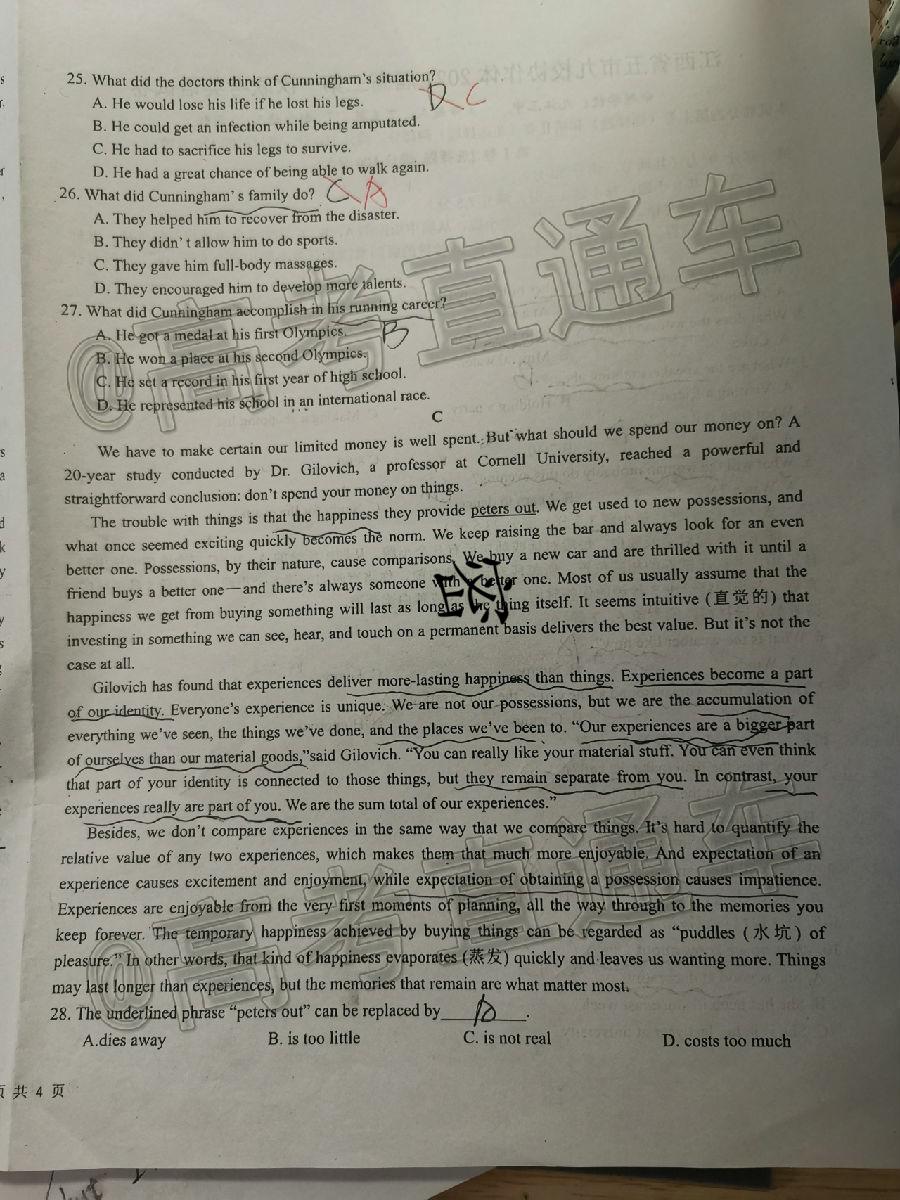 25. What did the doctors think of Cunningham's situation?
D C
A. He would lose his life if he lost his legs.
B. He could get an infection while being amputated.
C. He had to sacrifice his legs to survive.
D. He had a great chance of being able to walk again.
26. What did Cunningham's family do? C A
A. They helped him to recover from the disaster.
B. They didn't allow him to do sports.
C. They gave him full-body massages.
D. They encouraged him to develop more talents.
27. What did Cunningham accomplish in his running career?
A. He got a medal at his first Olympics. B
B. He won a place at his second Olympics.
C. He set a record in his first year of high school.
D. He represented his school in an international race.
C
We have to make certain our limited money is well spent. But what should we spend our money on? A
20-year study conducted by Dr. Gilovich, a professor at Cornell University, reached a powerful and
straightforward conclusion: don't spend your money on things.
The trouble with things is that the happiness they provide peters out. We get used to new possessions, and
what once seemed exciting quickly becomes the norm. We keep raising the bar and always look for an even
better one. Possessions, by their nature, cause comparisons. We buy a new car and are thrilled with it until a
friend buys a better one—and there's always someone with a better one. Most of us usually assume that the
happiness we get from buying something will last as long as the thing itself. It seems intuitive (直觉的) that
investing in something we can see, hear, and touch on a permanent basis delivers the best value. But it's not the
case at all.
Gilovich has found that experiences deliver more-lasting happiness than things. Experiences become a part
of our identity. Everyone's experience is unique. We are not our possessions, but we are the accumulation of
everything we've seen, the things we've done, and the places we've been to. "Our experiences are a bigger part
of ourselves than our material goods,"said Gilovich. "You can really like your material stuff. You can even think
that part of your identity is connected to those things, but they remain separate from you. In contrast, your
experiences really are part of you. We are the sum total of our experiences."
Besides, we don't compare experiences in the same way that we compare things. It's hard to quantify the
relative value of any two experiences, which makes them that much more enjoyable. And expectation of an
experience causes excitement and enjoyment, while expectation of obtaining a possession causes impatience.
Experiences are enjoyable from the very first moments of planning, all the way through to the memories you
keep forever. The temporary happiness achieved by buying things can be regarded as "puddles (水坑) of
pleasure." In other words, that kind of happiness evaporates (蒸发) quickly and leaves us wanting more. Things
may last longer than experiences, but the memories that remain are what matter most.
28. The underlined phrase "peters out" can be replaced by ______.
A.dies away B. is too little C. is not real D. costs too much
页 共 4 页
@高考直通车
@高考直通车